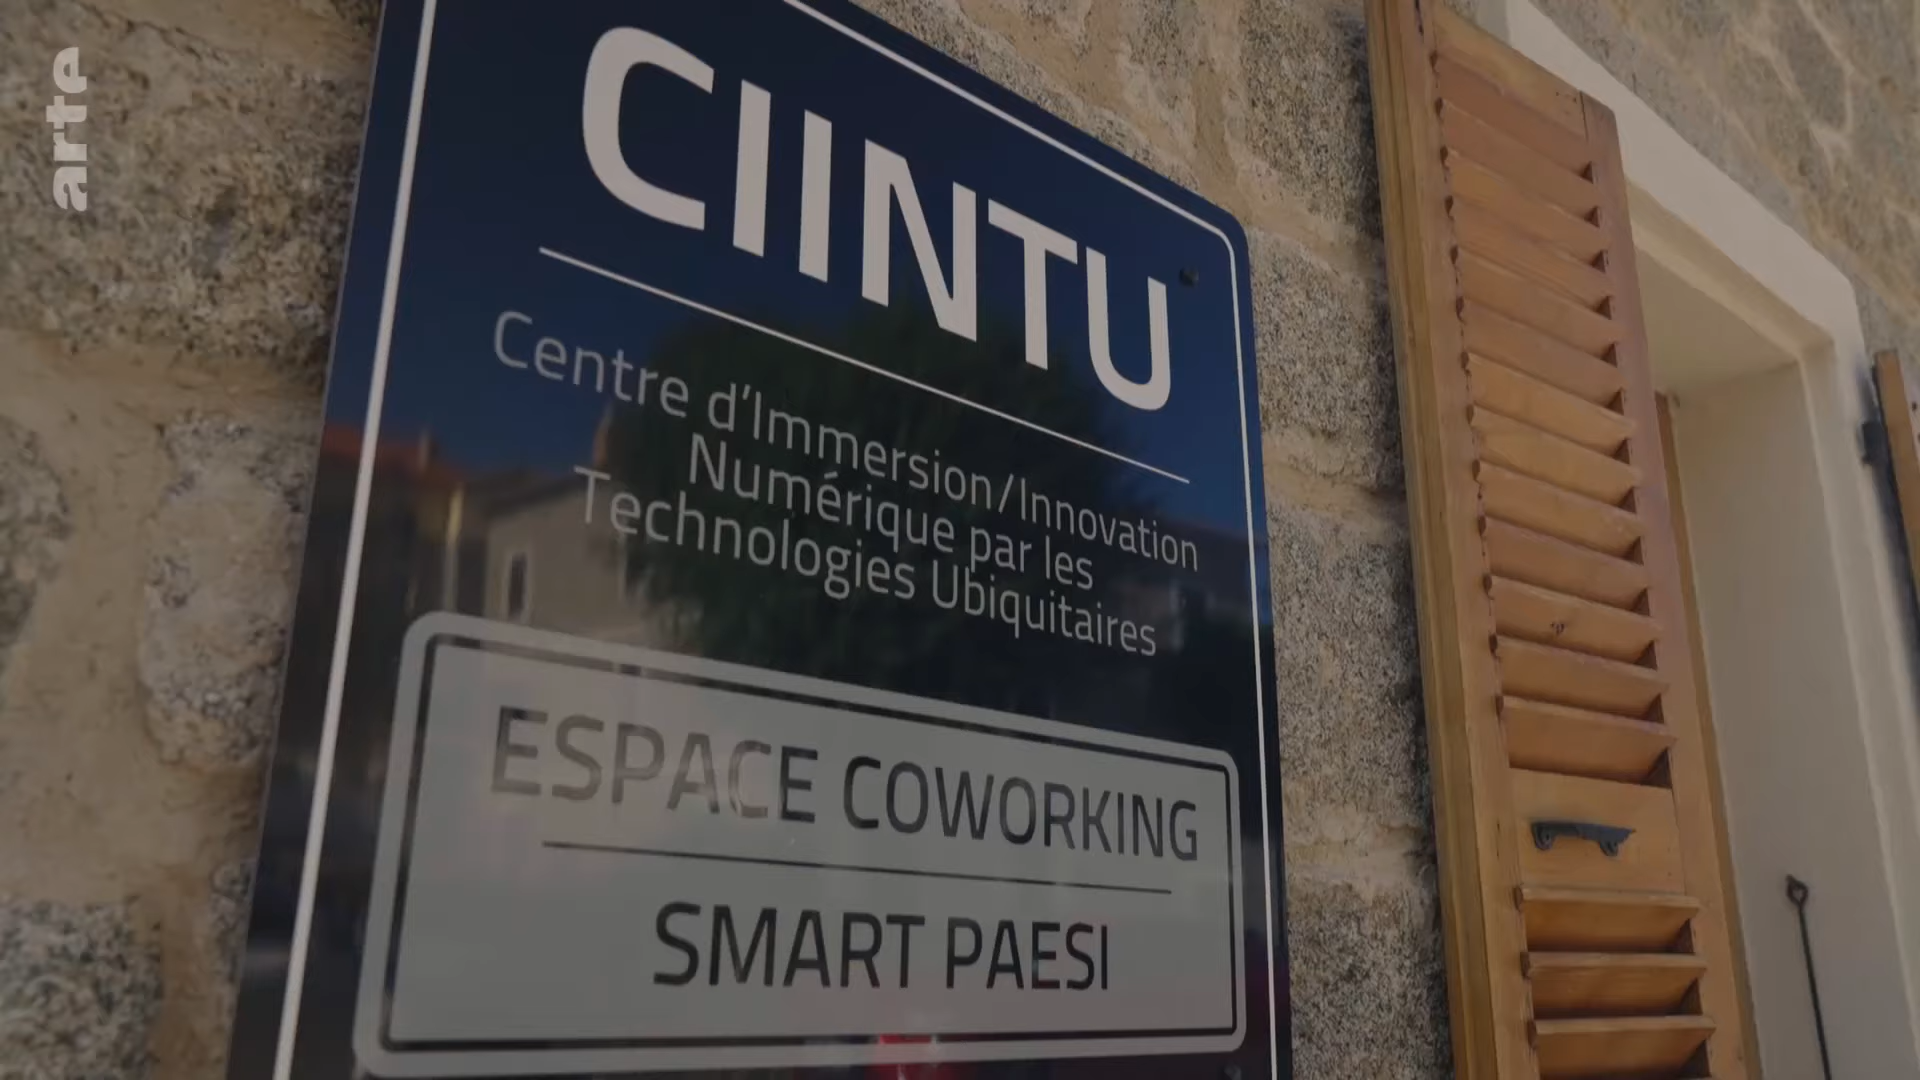 arte
CIINTU
Centre d'Immersion/Innovation
Numérique par les
Technologies Ubiquitaires
ESPACE COWORKING
SMART PAESI